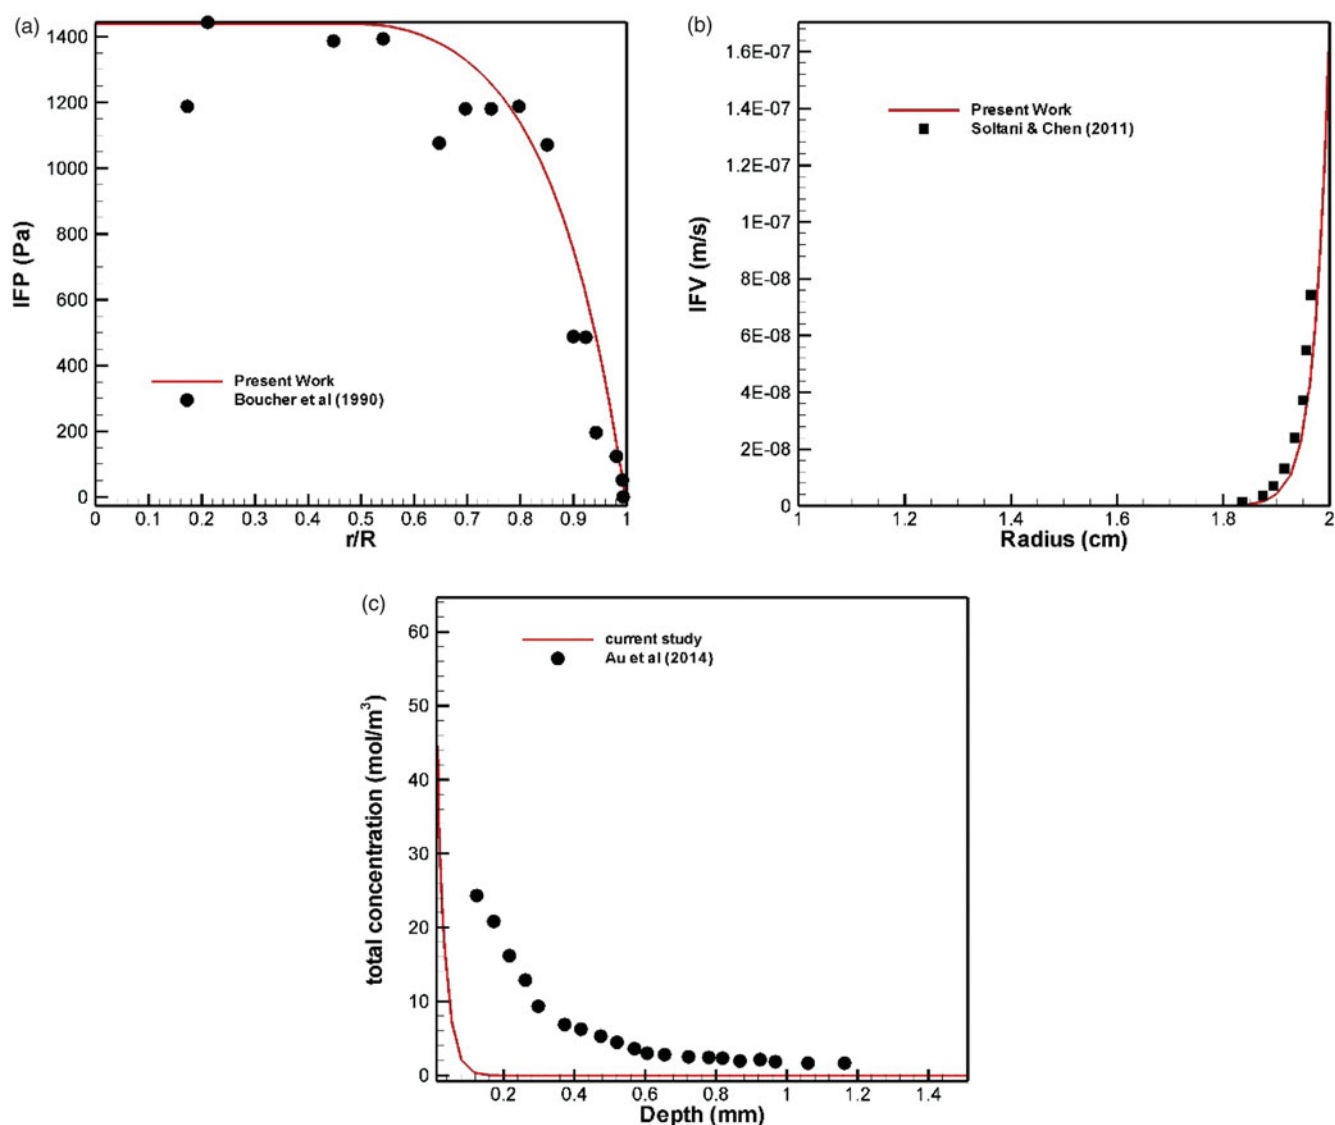 (a)
1400
1200
1000
800
600
400
200
0
IFP (Pa)
Present Work
Boucher et al (1990)
0 0.1 0.2 0.3 0.4 0.5 0.6 0.7 0.8 0.9 1
r/R
(b)
1.6E-07
1.4E-07
1.2E-07
1E-07
8E-08
6E-08
4E-08
2E-08
0
IFV (m/s)
Present Work
Soltani & Chen (2011)
1 1.2 1.4 1.6 1.8 2
Radius (cm)
(c)
60
50
40
30
20
10
0
total concentration (mol/m³)
current study
Au et al (2014)
0.2 0.4 0.6 0.8 1 1.2 1.4
Depth (mm)